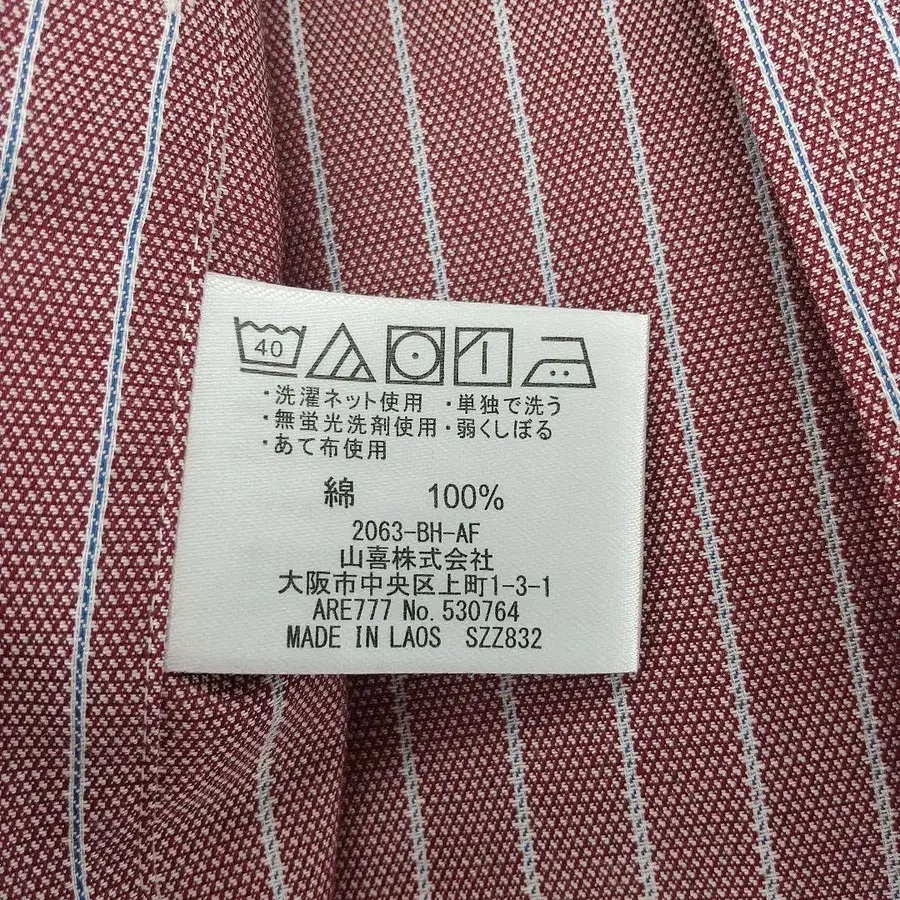 40
・洗濯ネット使用 ・単独で洗う
・無蛍光洗剤使用・弱くしぼる
・あて布使用
綿 100%
2063-BH-AF
山喜株式会社
大阪市中央区上町1-3-1
ARE777 No. 530764
MADE IN LAOS SZZ832